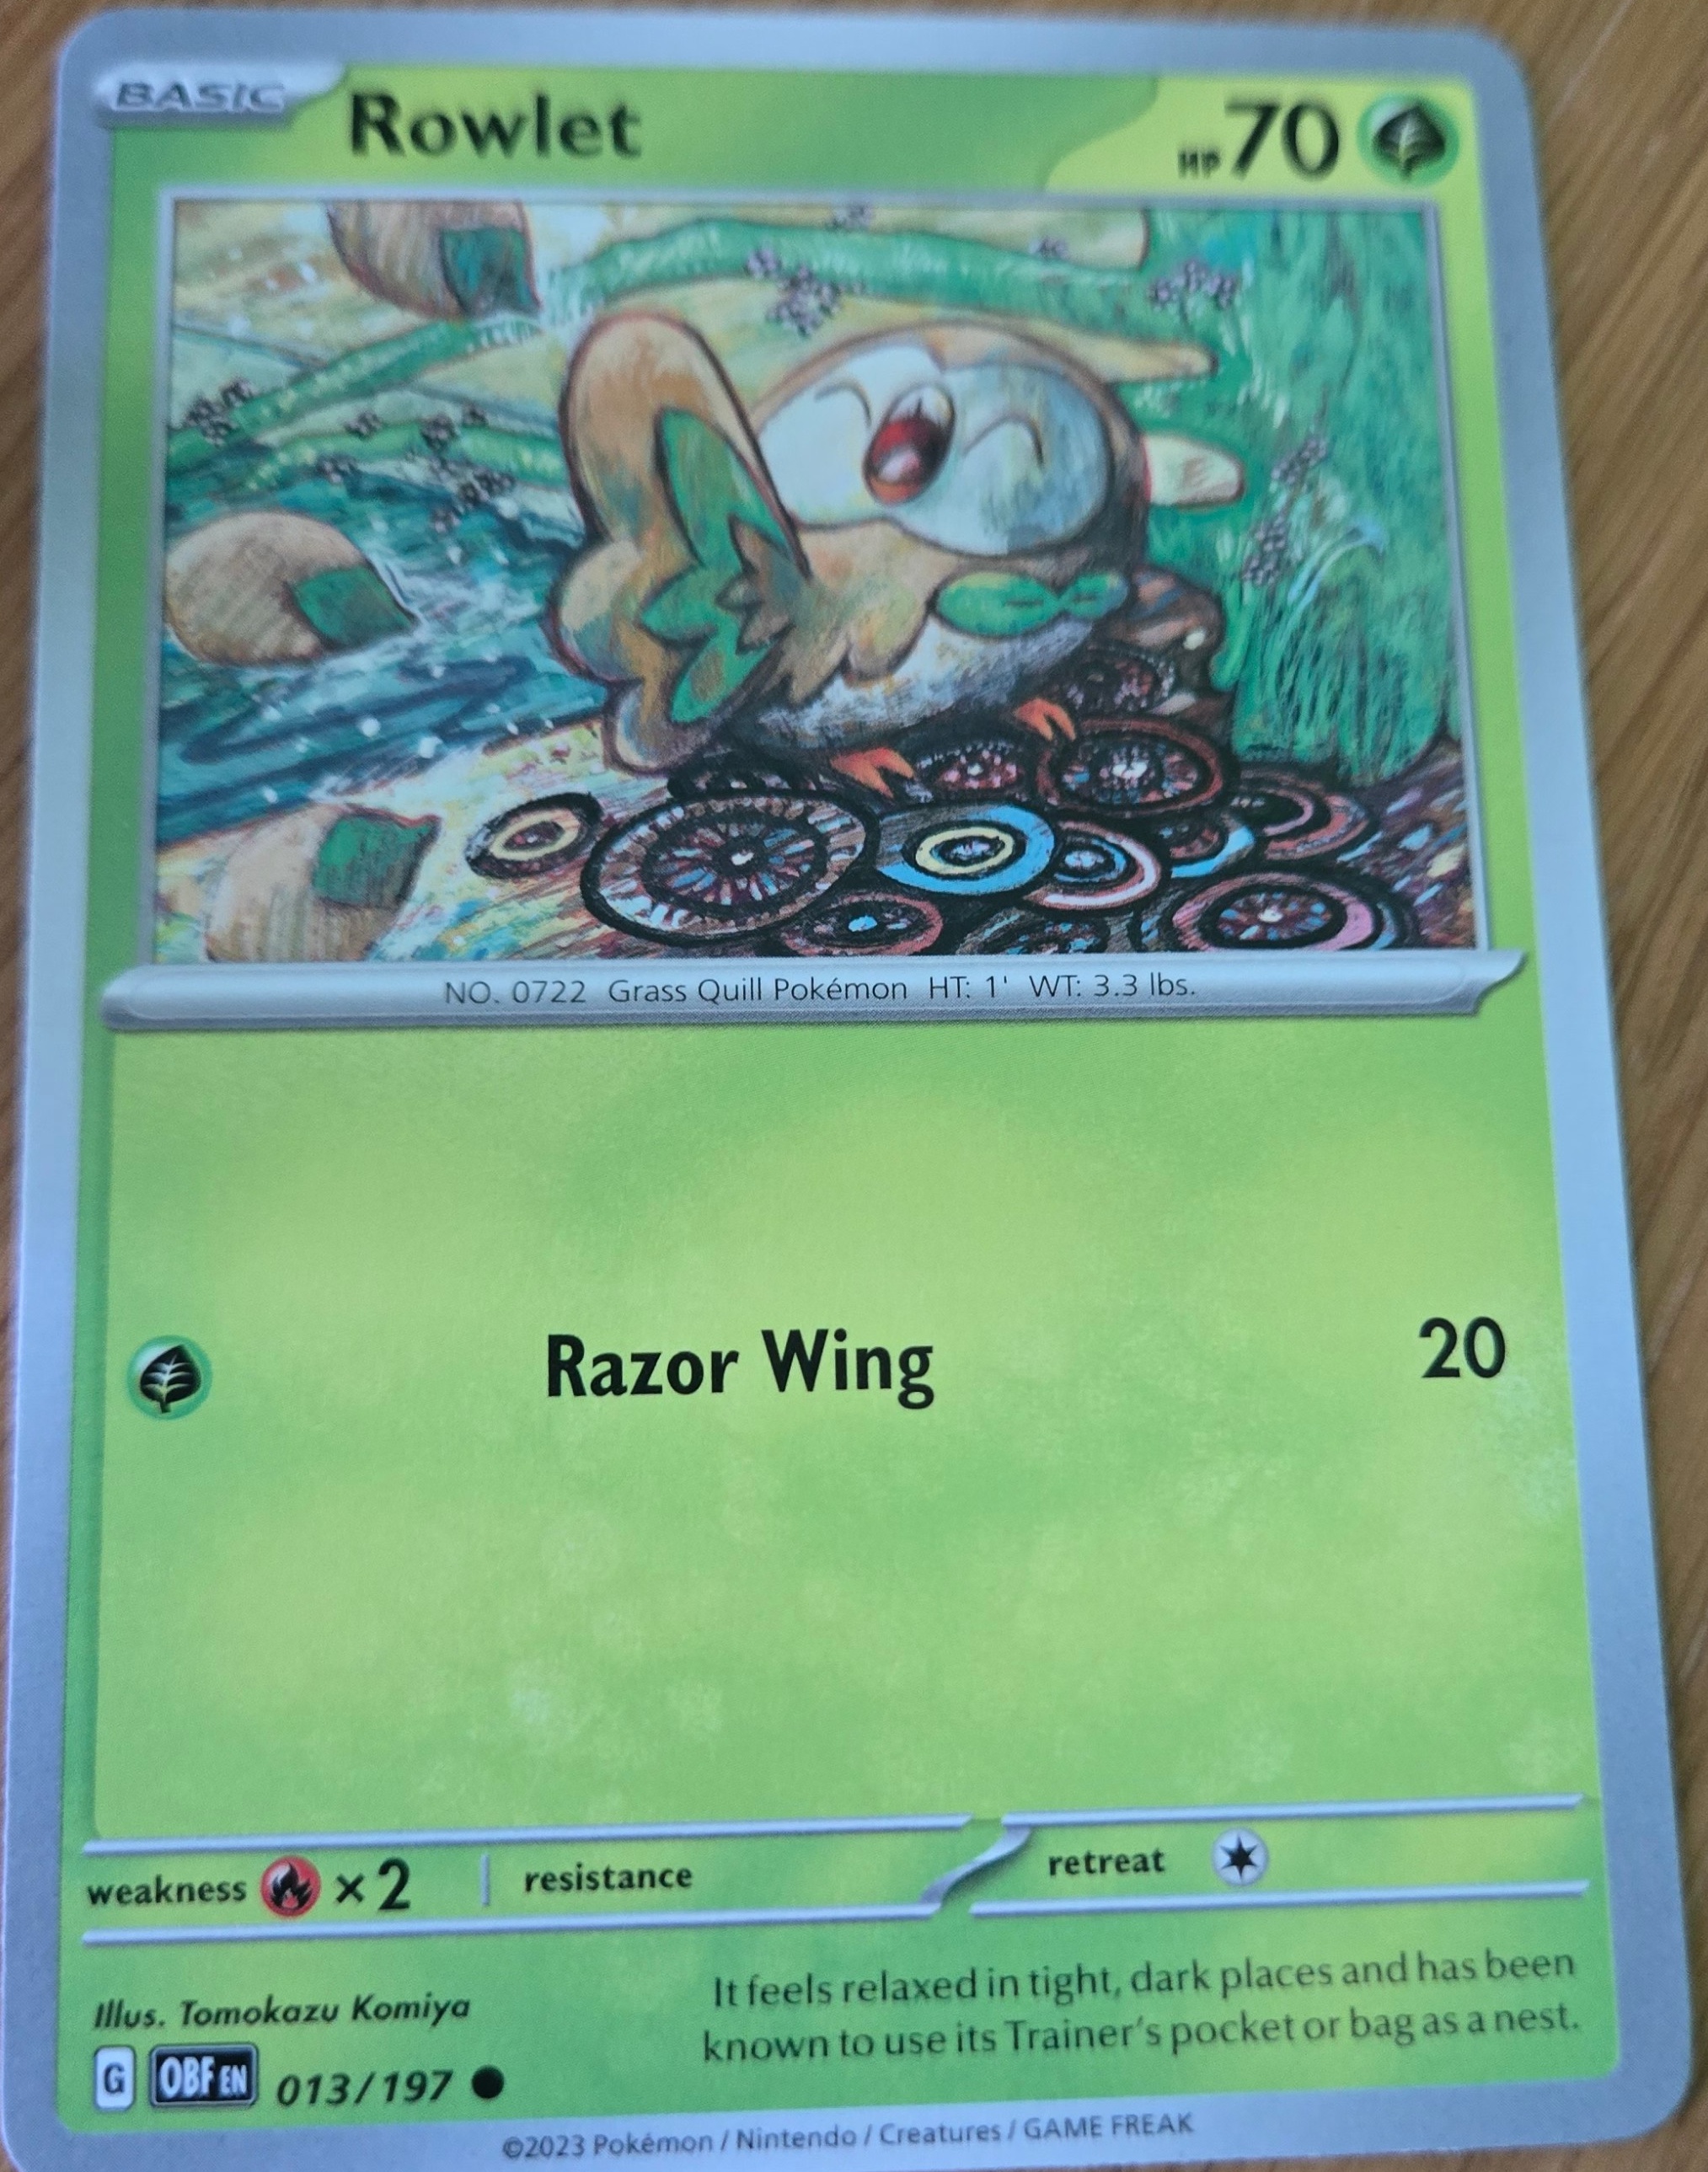 BASIC Rowlet HP 70
NO. 0722 Grass Quill Pokémon HT: 1' WT: 3.3 lbs.
Razor Wing 20
weakness ×2 resistance retreat
Illus. Tomokazu Komiya
It feels relaxed in tight, dark places and has been
known to use its Trainer's pocket or bag as a nest.
G OBF EN 013/197
©2023 Pokémon / Nintendo / Creatures / GAME FREAK